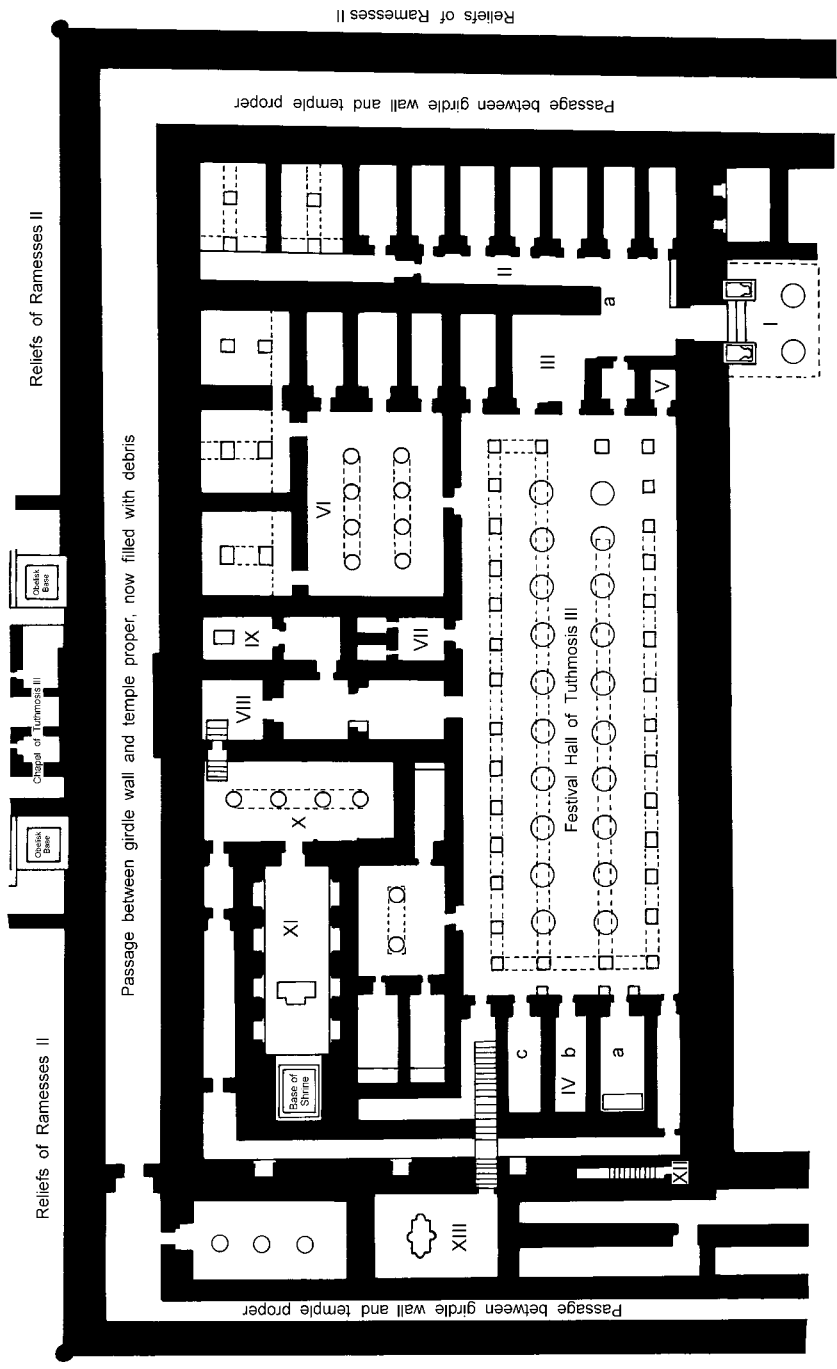 Reliefs of Ramesses II
Passage between girdle wall and temple proper
Reliefs of Ramesses II
Reliefs of Ramesses II
Obelisk
Base
Chapel of Tuthmosis III
Obelisk
Base
Passage between girdle wall and temple proper, now filled with debris
II
a
I
III
V
VI
IX
VII
VIII
X
XI
Base of
Shrine
Festival Hall of Tuthmosis III
c
IV b
a
XII
XIII
Passage between girdle wall and temple proper